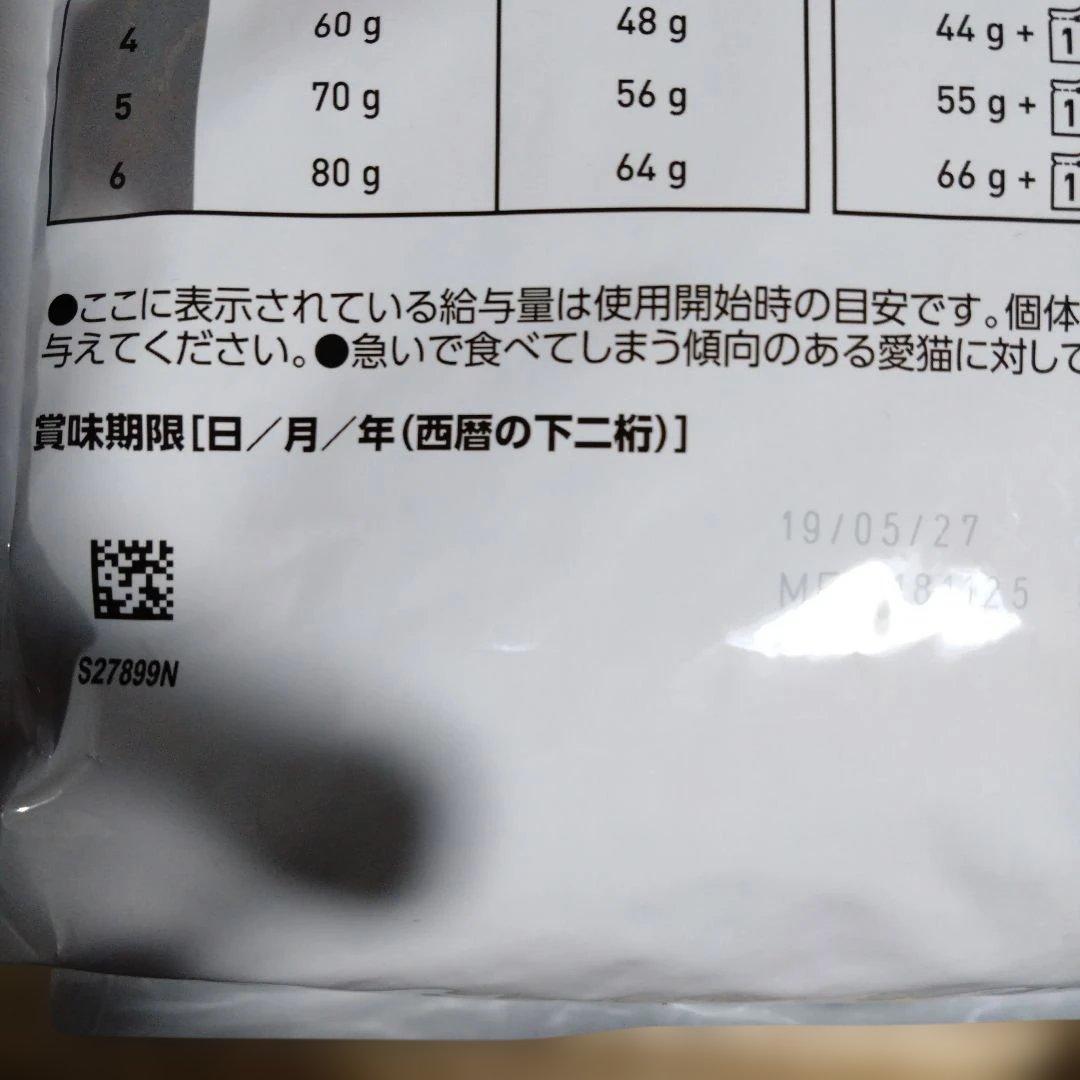 4 60 g 48 g 44 g + 1
5 70 g 56 g 55 g + 1
6 80 g 64 g 66 g + 1
●ここに表示されている給与量は使用開始時の目安です。個体
与えてください。●急いで食べてしまう傾向のある愛猫に対して
賞味期限[日/月/年(西暦の下二桁)]
19/05/27
S27899N